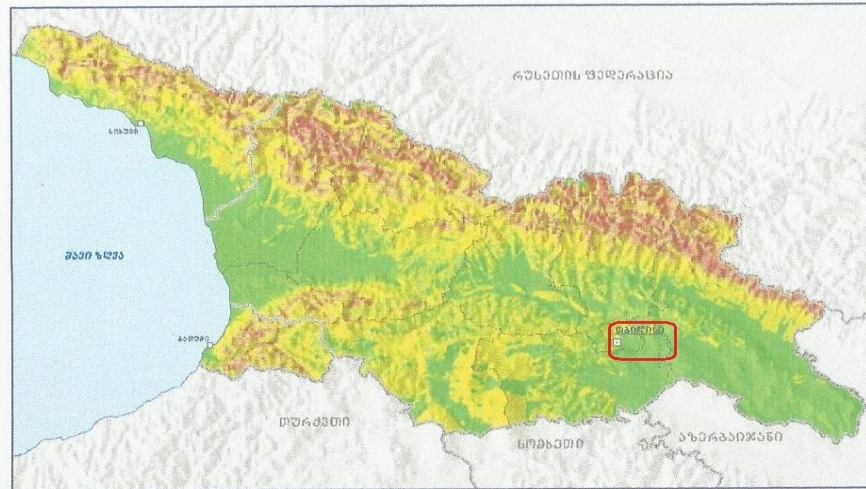 რუსეთის ფედერაცია
სოხუმი
შავი ზღვა
თბილისი
ბათუმი
თურქეთი
სომხეთი
აზერბაიჯანი